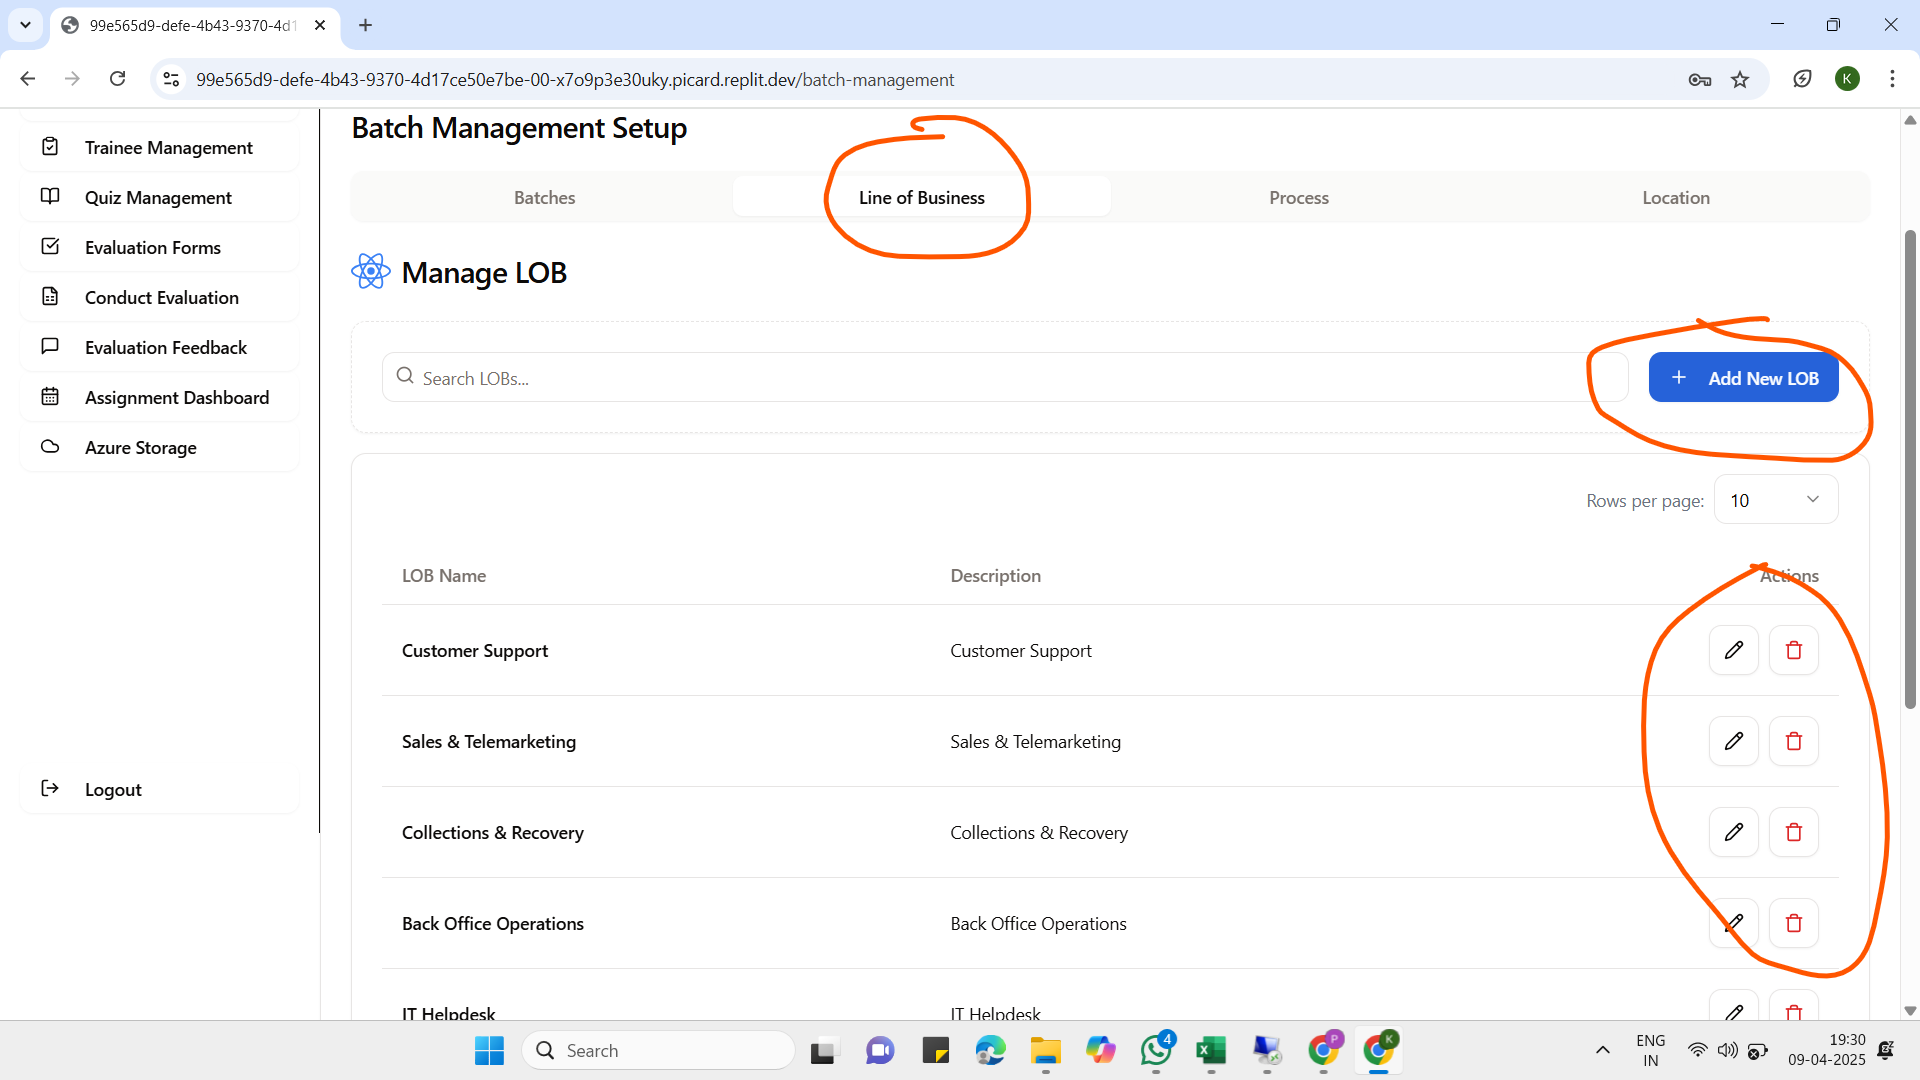 99e565d9-defe-4b43-9370-4d1
99e565d9-defe-4b43-9370-4d17ce50e7be-00-x7o9p3e30uky.picard.replit.dev/batch-management
K
Trainee Management
Quiz Management
Evaluation Forms
Conduct Evaluation
Evaluation Feedback
Assignment Dashboard
Azure Storage
Logout
Batch Management Setup
Batches
Line of Business
Process
Location
Manage LOB
Search LOBs...
+ Add New LOB
Rows per page: 10
LOB Name Description Actions
Customer Support Customer Support
Sales & Telemarketing Sales & Telemarketing
Collections & Recovery Collections & Recovery
Back Office Operations Back Office Operations
IT Helpdesk IT Helpdesk
Search
4
P
K
ENG
IN
19:30
09-04-2025